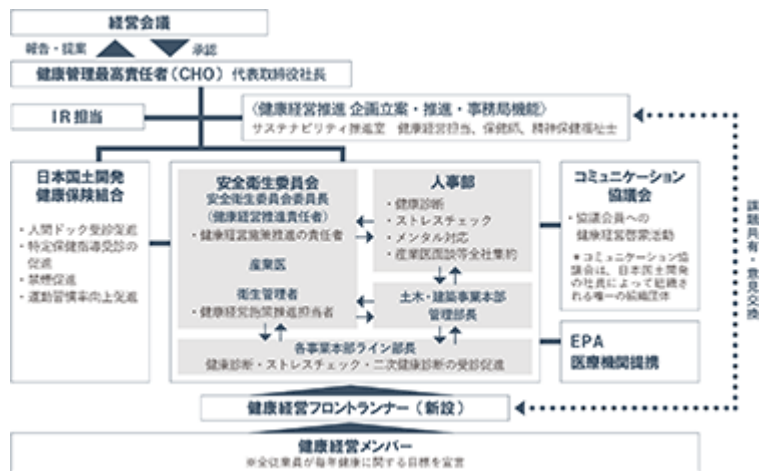 経営会議
報告・提案
承認
健康管理最高責任者(CHO) 代表取締役社長
IR担当
〈健康経営推進 企画立案・推進・事務局機能〉
サステナビリティ推進室 健康経営担当、保健師、精神保健福祉士
日本国土開発
健康保険組合
・人間ドック受診促進
・特定保健指導受診の
促進
・禁煙促進
・運動習慣率向上促進
安全衛生委員会
安全衛生委員会委員長
(健康経営推進責任者)
・健康経営施策推進の責任者
産業医
衛生管理者
・健康経営施策推進担当者
人事部
・健康診断
・ストレスチェック
・メンタル対応
・産業医面談等全社集約
土木・建築事業本部
管理部長
各事業本部ライン部長
健康診断・ストレスチェック・二次健康診断の受診促進
コミュニケーション
協議会
・協議会員への
健康経営啓蒙活動
＊コミュニケーション協
議会は、日本国土開発
の社員によって組織さ
れる唯一の組織団体
EPA
医療機関提携
課題共有・意見交換
健康経営フロントランナー（新設）
健康経営メンバー
※全従業員が毎年健康に関する目標を宣言